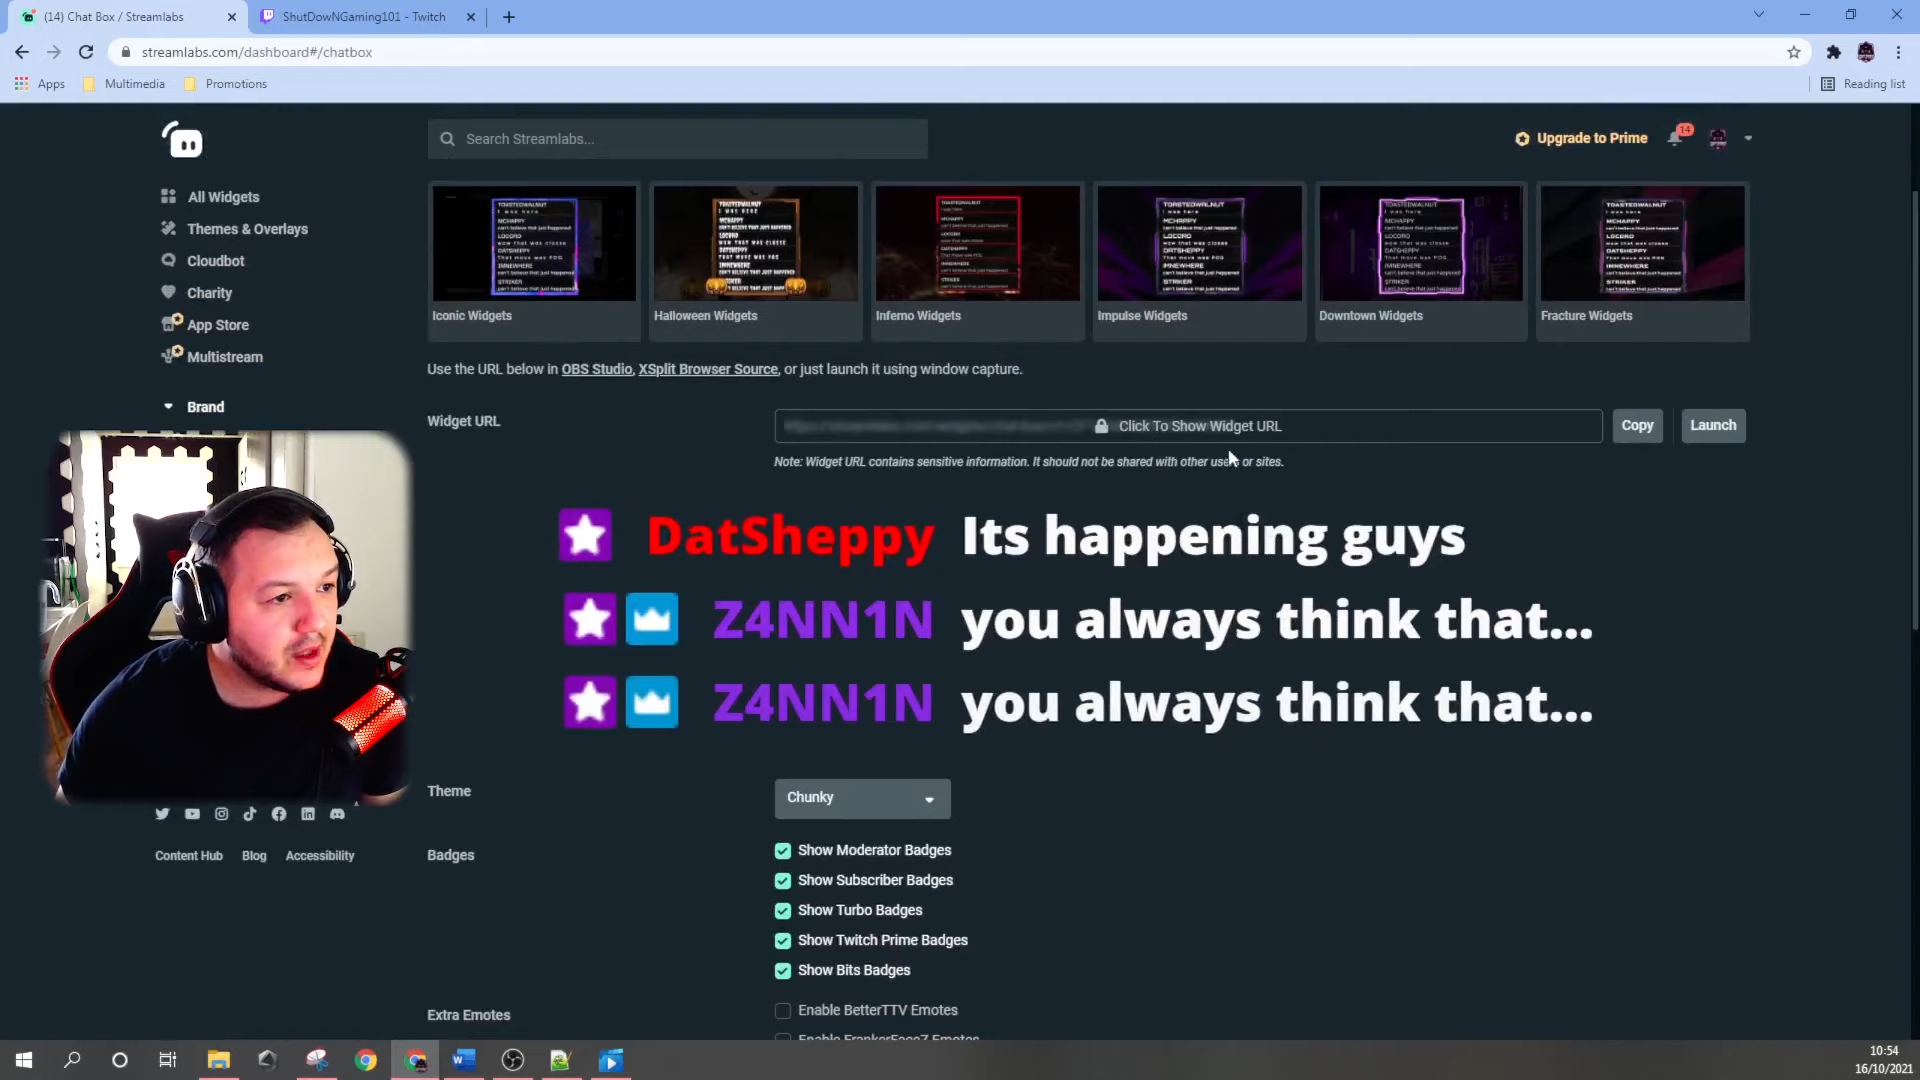 (14) Chat Box / Streamlabs
ShutDowNGaming101 - Twitch
streamlabs.com/dashboard#/chatbox
Apps
Multimedia
Promotions
Reading list
Search Streamlabs...
Upgrade to Prime
14
All Widgets
Themes & Overlays
Cloudbot
Charity
App Store
Multistream
Brand
Iconic Widgets
Halloween Widgets
Inferno Widgets
Impulse Widgets
Downtown Widgets
Fracture Widgets
Use the URL below in OBS Studio, XSplit Browser Source, or just launch it using window capture.
Widget URL
Click To Show Widget URL
Copy
Launch
Note: Widget URL contains sensitive information. It should not be shared with other users or sites.
DatSheppy Its happening guys
Z4NN1N you always think that...
Z4NN1N you always think that...
Theme
Chunky
Badges
Show Moderator Badges
Show Subscriber Badges
Show Turbo Badges
Show Twitch Prime Badges
Show Bits Badges
Extra Emotes
Enable BetterTTV Emotes
Enable FrankerFaceZ Emotes
Content Hub
Blog
Accessibility
10:54
16/10/2021